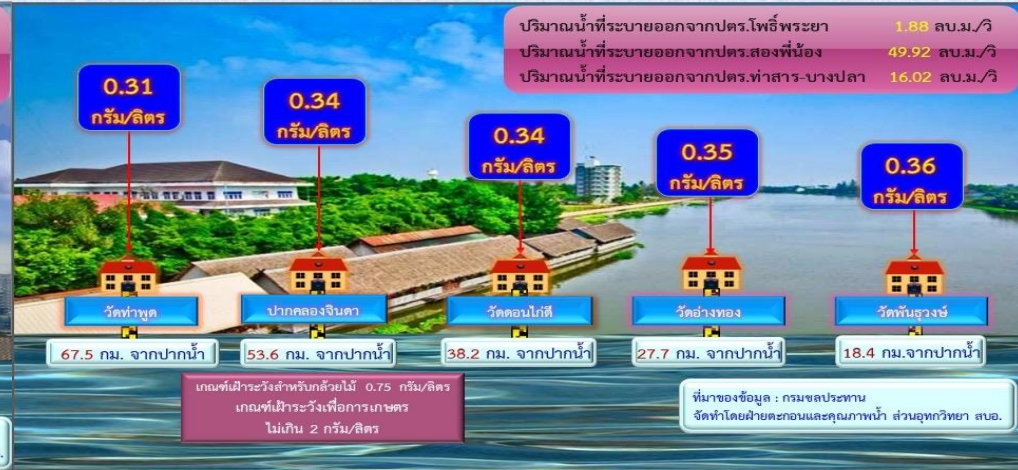 ปริมาณน้ำที่ระบายออกจากปตร.โพธิ์พระยา 1.88 ลบ.ม./วิ
ปริมาณน้ำที่ระบายออกจากปตร.สองพี่น้อง 49.92 ลบ.ม./วิ
ปริมาณน้ำที่ระบายออกจากปตร.ท่าสาร-บางปลา 16.02 ลบ.ม./วิ
0.31
กรัม/ลิตร
0.34
กรัม/ลิตร
0.34
กรัม/ลิตร
0.35
กรัม/ลิตร
0.36
กรัม/ลิตร
วัดท่าพูด
ปากคลองจินดา
วัดดอนไก่ดี
วัดอ่างทอง
วัดพันธุวงษ์
67.5 กม. จากปากน้ำ
53.6 กม. จากปากน้ำ
38.2 กม. จากปากน้ำ
27.7 กม. จากปากน้ำ
18.4 กม.จากปากน้ำ
เกณฑ์เฝ้าระวังสำหรับกล้วยไม้ 0.75 กรัม/ลิตร
เกณฑ์เฝ้าระวังเพื่อการเกษตร
ไม่เกิน 2 กรัม/ลิตร
ที่มาของข้อมูล : กรมชลประทาน
จัดทำโดยฝ่ายตะกอนและคุณภาพน้ำ ส่วนอุทกวิทยา สบอ.